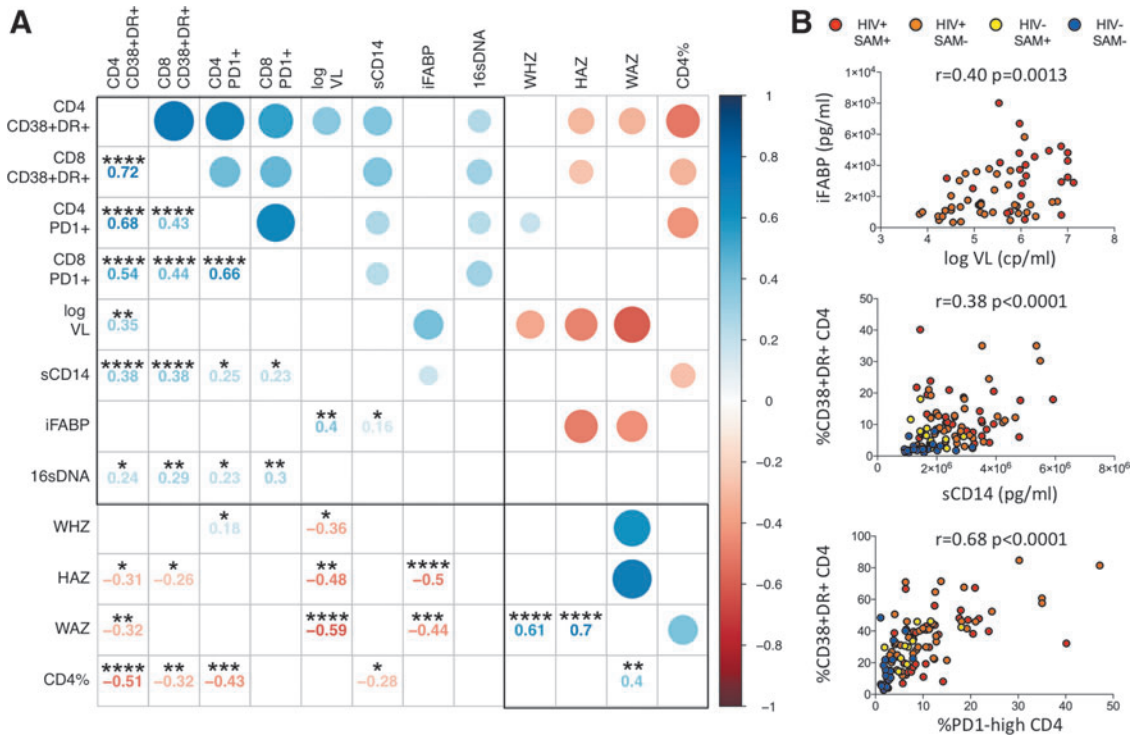 A
CD4
CD38+DR+
CD8
CD38+DR+
CD4
PD1+
CD8
PD1+
log
VL
sCD14
iFABP
16sDNA
WHZ
HAZ
WAZ
CD4%
CD4
CD38+DR+
CD8
CD38+DR+
**** 
0.72
CD4
PD1+
**** ****
0.68 0.43
CD8
PD1+
**** **** ****
0.54 0.44 0.66
log
VL
**
0.35
sCD14
**** **** * *
0.38 0.38 0.25 0.23
iFABP
** *
0.4 0.16
16sDNA
* ** * **
0.24 0.29 0.23 0.3
WHZ
* *
0.18 −0.36
HAZ
* * ** ****
−0.31 −0.26 −0.48 −0.5
WAZ
** **** *** **** ****
−0.32 −0.59 −0.44 0.61 0.7
CD4%
**** ** *** * **
−0.51 −0.32 −0.43 −0.28 0.4
1
0.8
0.6
0.4
0.2
0
−0.2
−0.4
−0.6
−0.8
−1
B
HIV+ HIV+ HIV- HIV-
SAM+ SAM- SAM+ SAM-
r=0.40 p=0.0013
iFABP (pg/ml)
1×10⁴
8×10³
6×10³
4×10³
2×10³
0
3 4 5 6 7 8
log VL (cp/ml)
r=0.38 p<0.0001
%CD38+DR+ CD4
50
40
30
20
10
0
0 2×10⁶ 4×10⁶ 6×10⁶ 8×10⁶
sCD14 (pg/ml)
r=0.68 p<0.0001
%CD38+DR+ CD4
100
80
60
40
20
0
0 10 20 30 40 50
%PD1-high CD4